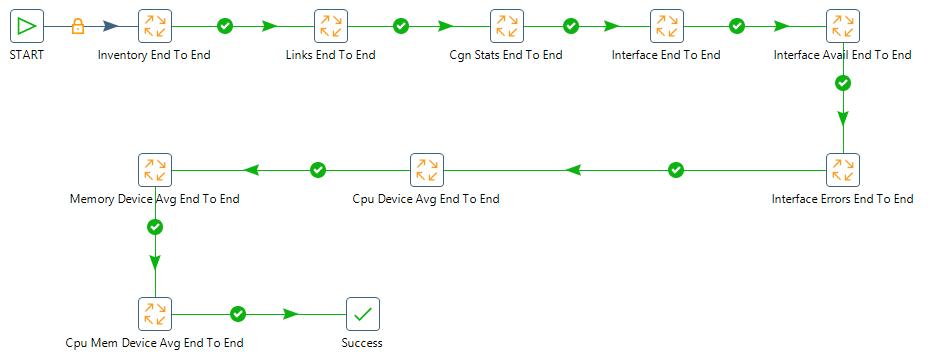 START
Inventory End To End
Links End To End
Cgn Stats End To End
Interface End To End
Interface Avail End To End
Memory Device Avg End To End
Cpu Device Avg End To End
Interface Errors End To End
Cpu Mem Device Avg End To End
Success